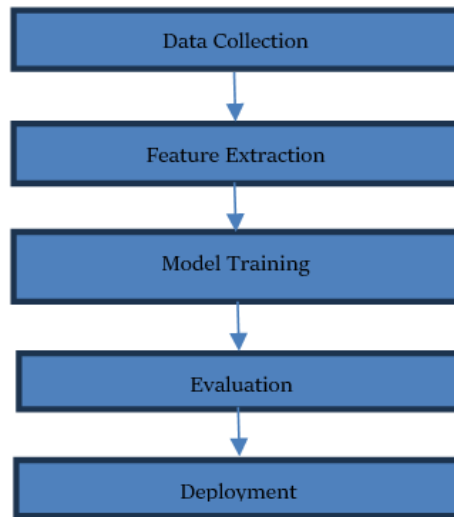 Data Collection
Feature Extraction
Model Training
Evaluation
Deployment